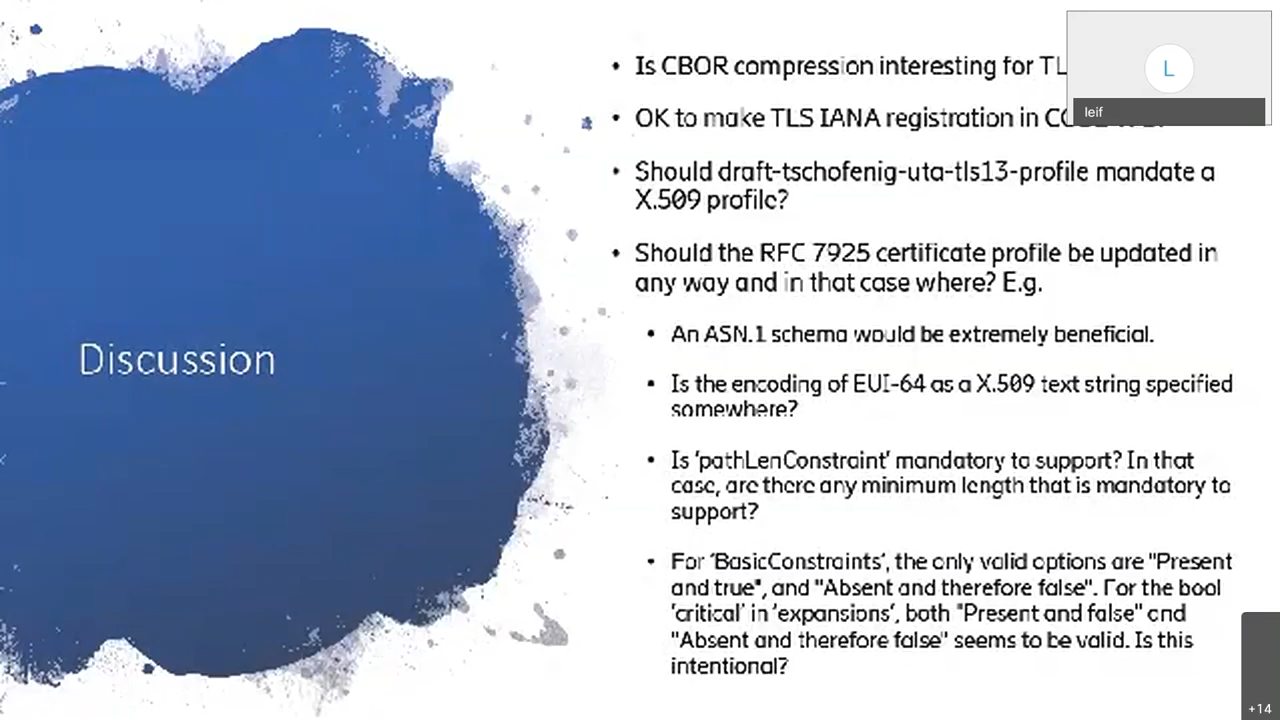 Discussion
• Is CBOR compression interesting for TL
• OK to make TLS IANA registration in
• Should draft-tschofenig-uta-tls13-profile mandate a
X.509 profile?
• Should the RFC 7925 certificate profile be updated in
any way and in that case where? E.g.
• An ASN.1 schema would be extremely beneficial.
• Is the encoding of EUI-64 as a X.509 text string specified
somewhere?
• Is 'pathLenConstraint' mandatory to support? In that
case, are there any minimum length that is mandatory to
support?
• For 'BasicConstraints', the only valid options are "Present
and true", and "Absent and therefore false". For the bool
'critical' in 'expansions', both "Present and false" and
"Absent and therefore false" seems to be valid. Is this
intentional?
L
leif
+14